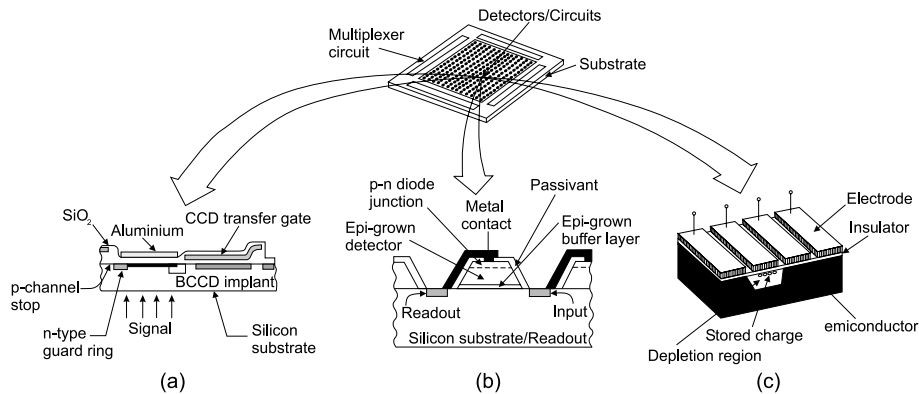 Detectors/Circuits
Multiplexer
circuit
Substrate
SiO2
Aluminium
CCD transfer gate
BCCD implant
p-channel
stop
n-type
guard ring
Signal
Silicon
substrate
(a)
p-n diode
junction
Metal
contact
Passivant
Epi-grown
detector
Epi-grown
buffer layer
Readout
Input
Silicon substrate/Readout
(b)
Electrode
Insulator
Stored charge
emiconductor
Depletion region
(c)